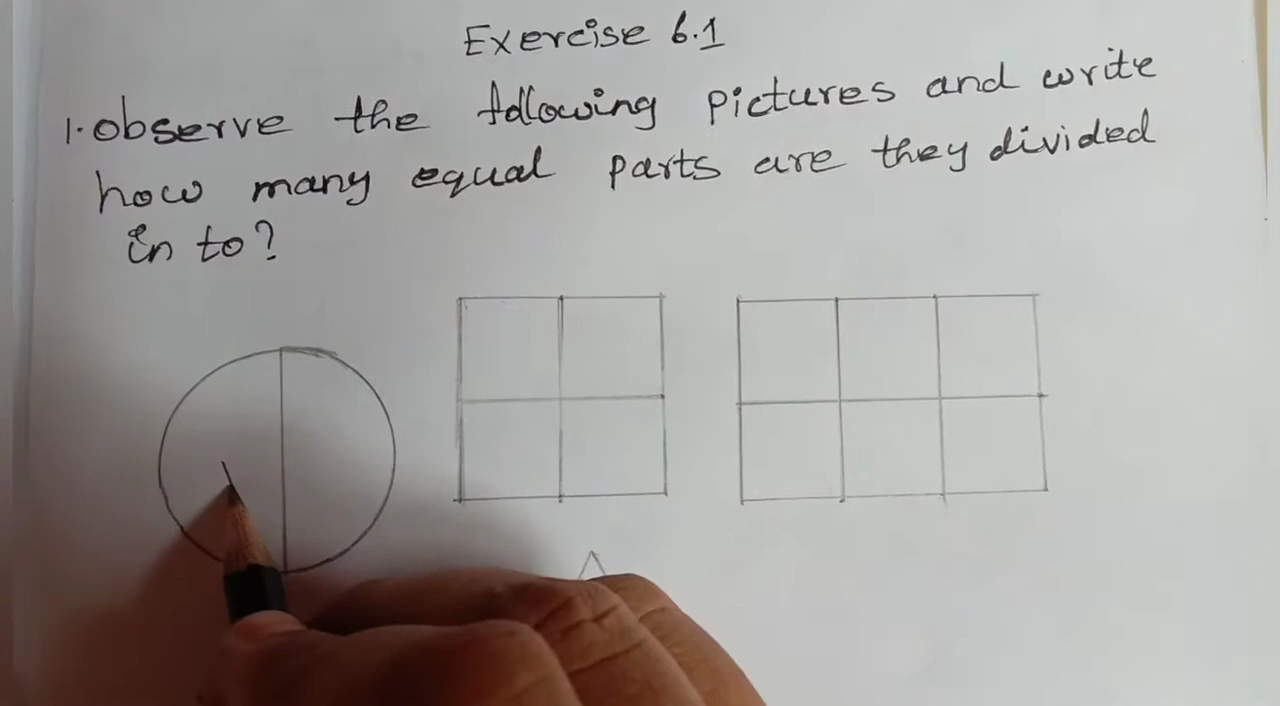 Exercise 6.1
1. observe the following pictures and write
how many equal parts are they divided
in to?